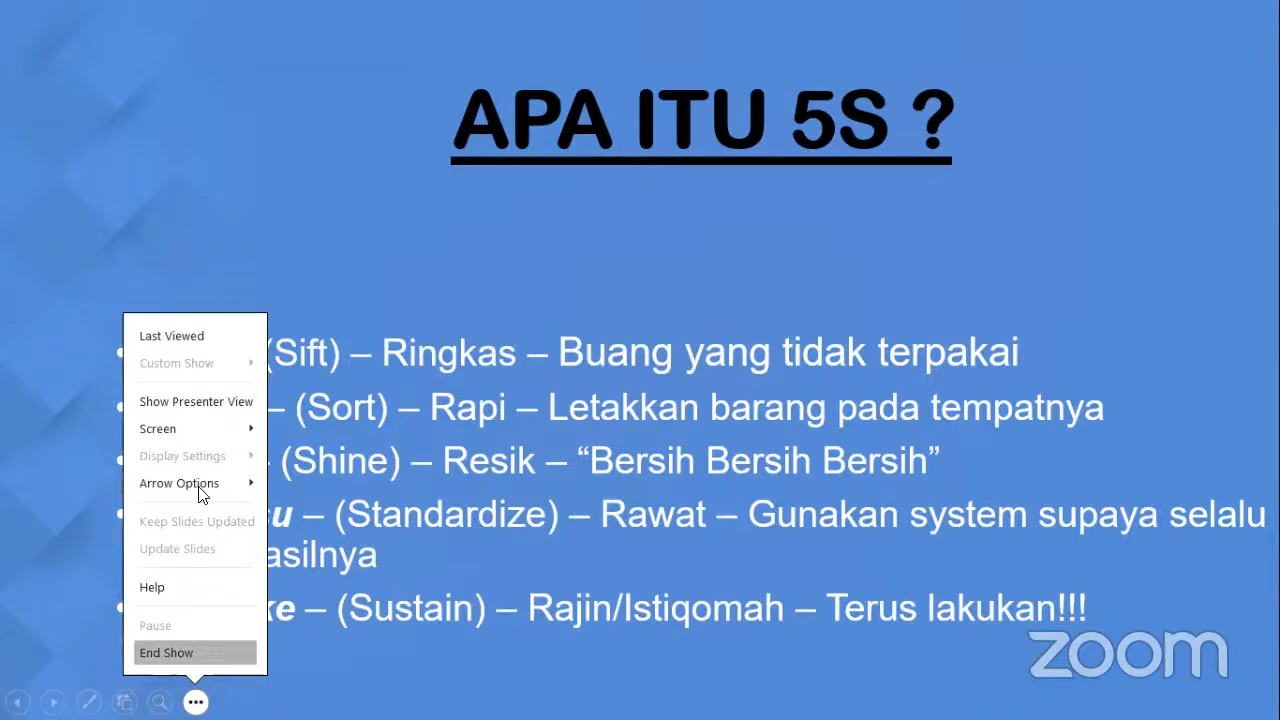 APA ITU 5S ?
Last Viewed
Custom Show
Show Presenter View
Screen
Display Settings
Arrow Options
Keep Slides Updated
Update Slides
Help
Pause
End Show
(Sift) – Ringkas – Buang yang tidak terpakai
– (Sort) – Rapi – Letakkan barang pada tempatnya
(Shine) – Resik – “Bersih Bersih Bersih”
– (Standardize) – Rawat – Gunakan system supaya selalu
– (Sustain) – Rajin/Istiqomah – Terus lakukan!!!
zoom